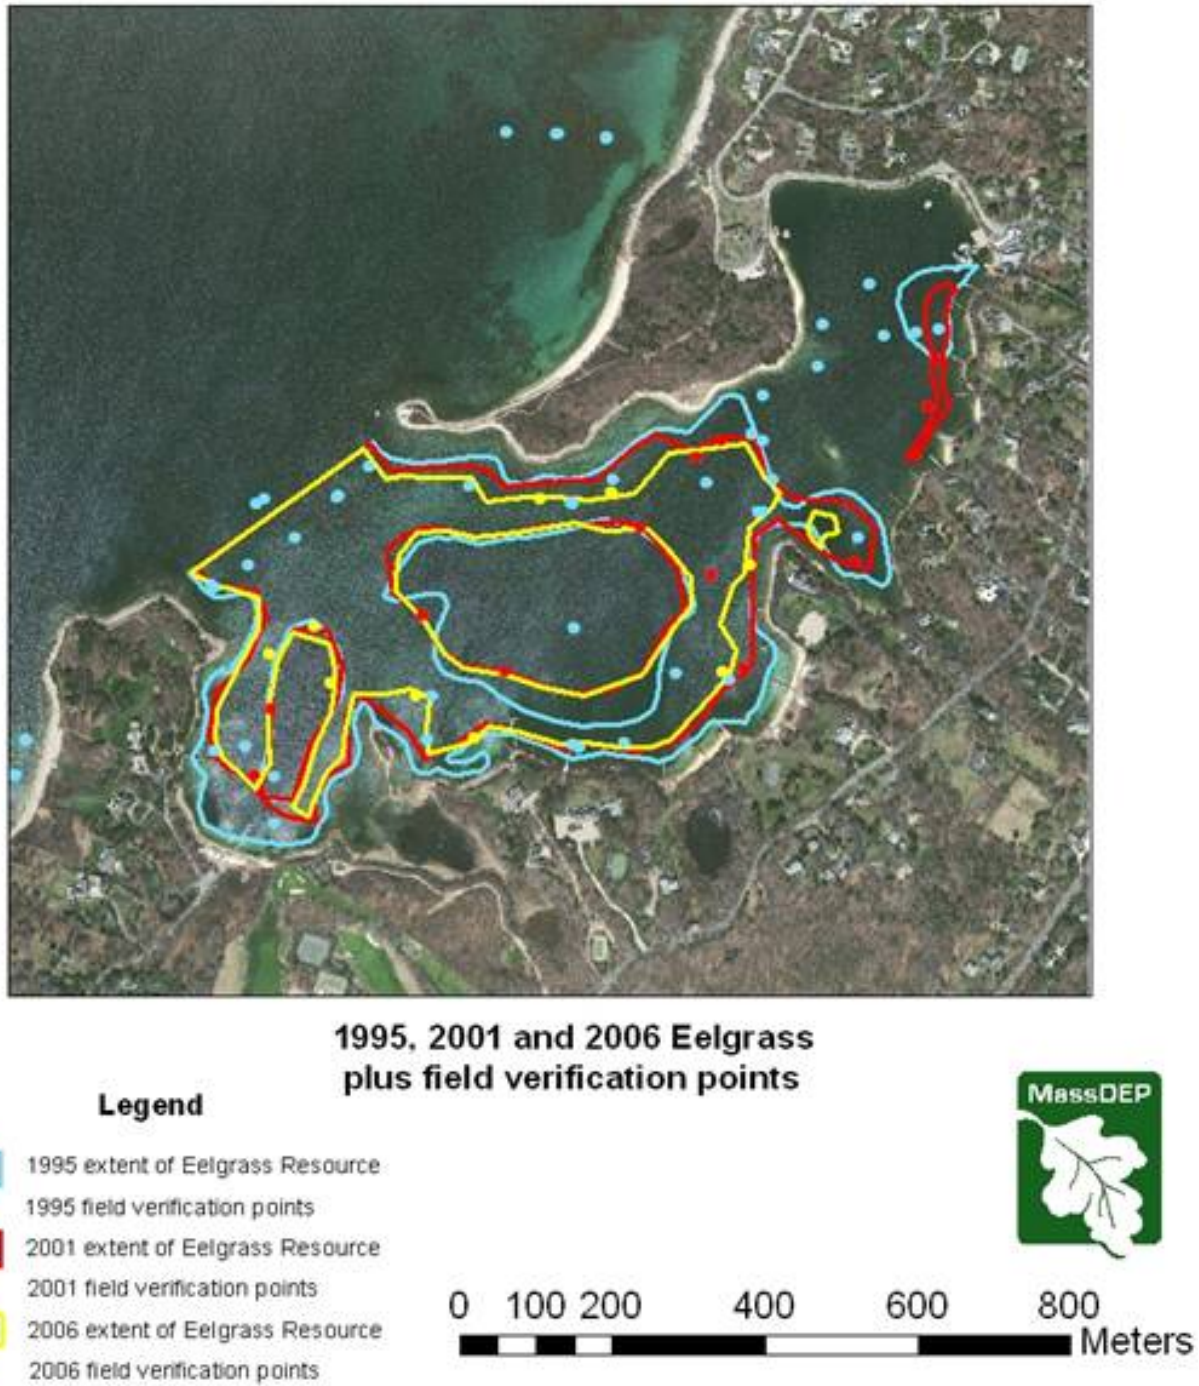 1995, 2001 and 2006 Eelgrass
plus field verification points
Legend
MassDEP
1995 extent of Eelgrass Resource
1995 field verification points
2001 extent of Eelgrass Resource
2001 field verification points
2006 extent of Eelgrass Resource
2006 field verification points
0 100 200 400 600 800
Meters